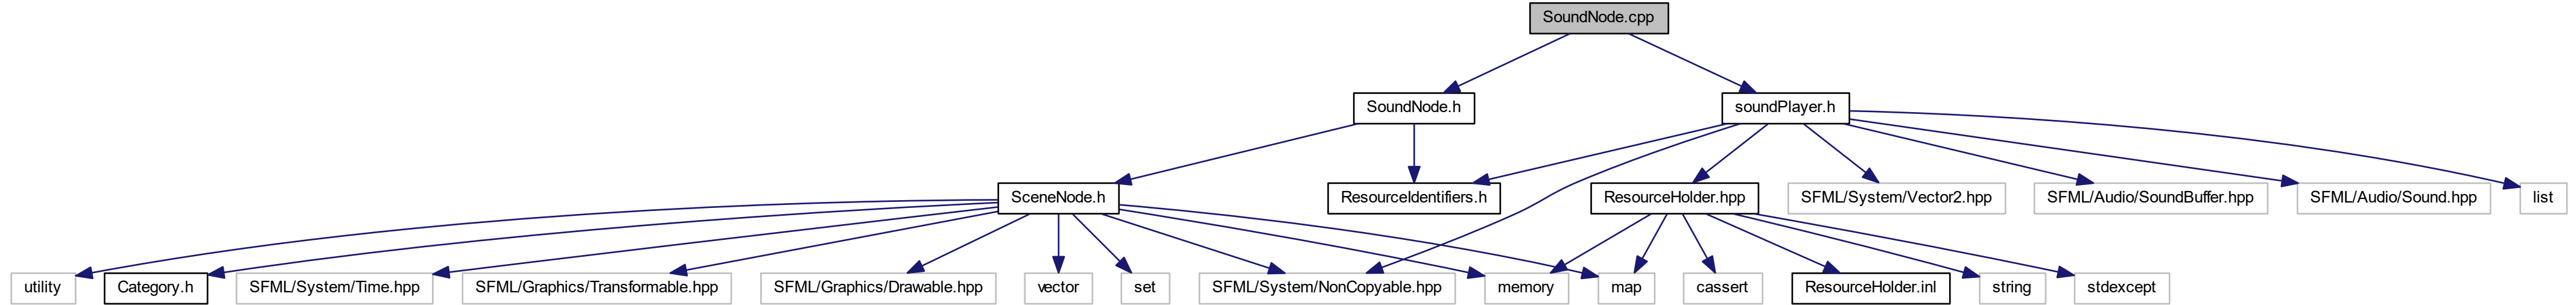 SoundNode.cpp
SoundNode.h
soundPlayer.h
SceneNode.h
ResourceIdentifiers.h
ResourceHolder.hpp
SFML/System/Vector2.hpp
SFML/Audio/SoundBuffer.hpp
SFML/Audio/Sound.hpp
list
utility
Category.h
SFML/System/Time.hpp
SFML/Graphics/Transformable.hpp
SFML/Graphics/Drawable.hpp
vector
set
SFML/System/NonCopyable.hpp
memory
map
cassert
ResourceHolder.inl
string
stdexcept